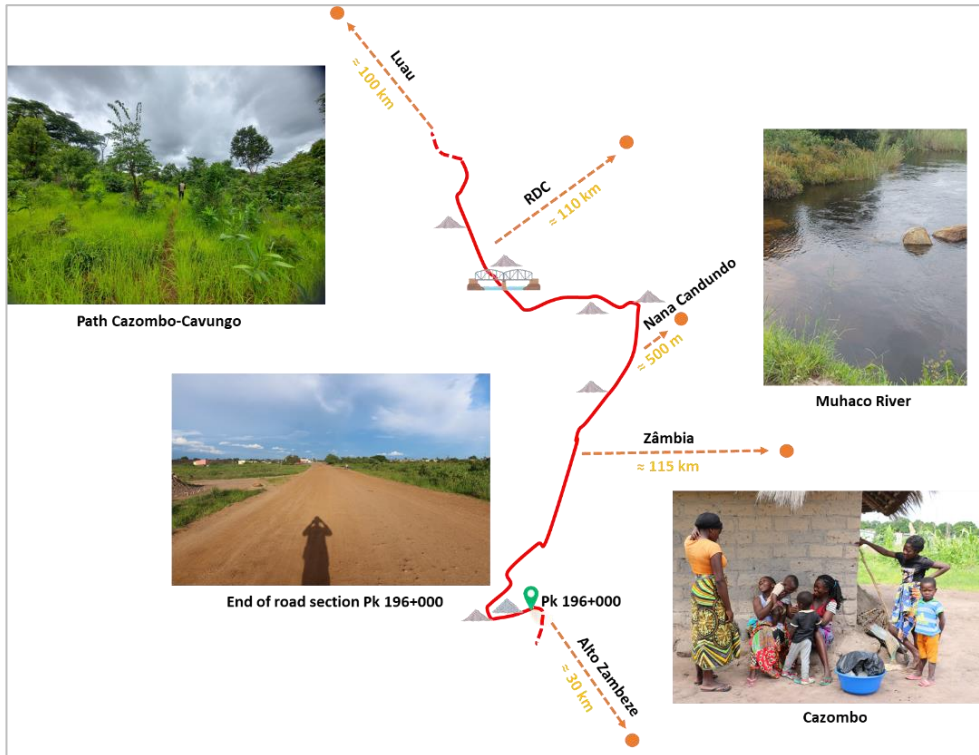 Luau
≈ 100 km
RDC
≈ 110 km
Path Cazombo-Cavungo
Nana Candundo
≈ 500 m
Muhaco River
Zâmbia
≈ 115 km
End of road section Pk 196+000
Pk 196+000
Alto Zambeze
≈ 30 km
Cazombo